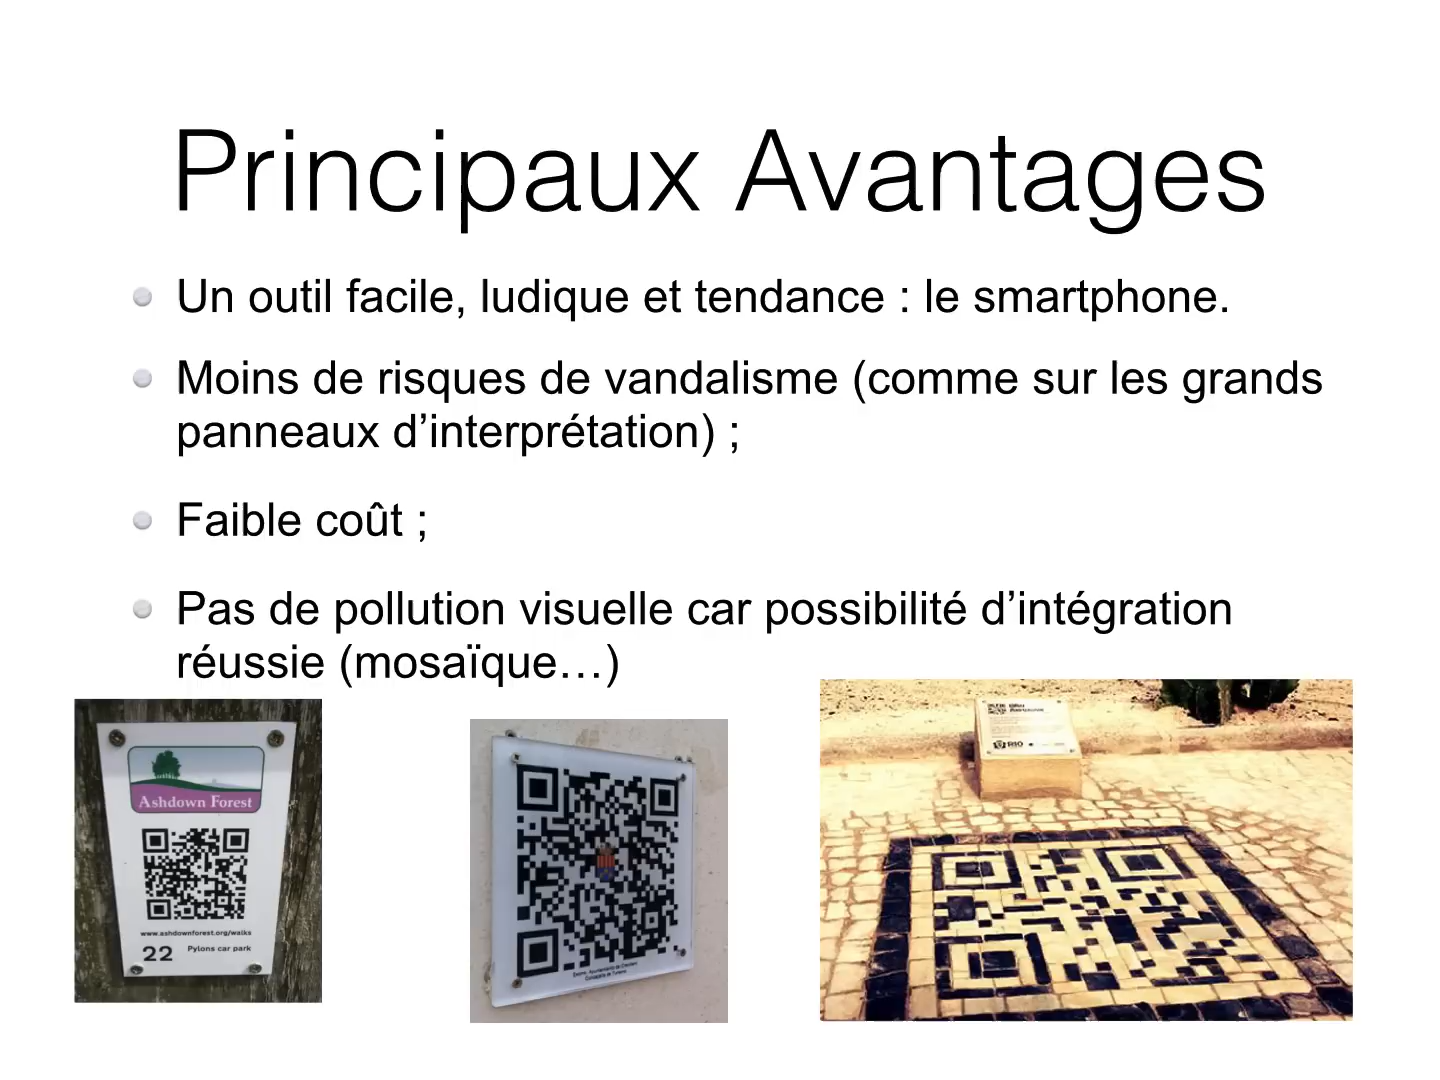 Principaux Avantages
Un outil facile, ludique et tendance : le smartphone.
Moins de risques de vandalisme (comme sur les grands
panneaux d’interprétation) ;
Faible coût ;
Pas de pollution visuelle car possibilité d’intégration
réussie (mosaïque…)
Ashdown Forest
www.ashdownforest.org/walks
22 Pylons car park
RIO